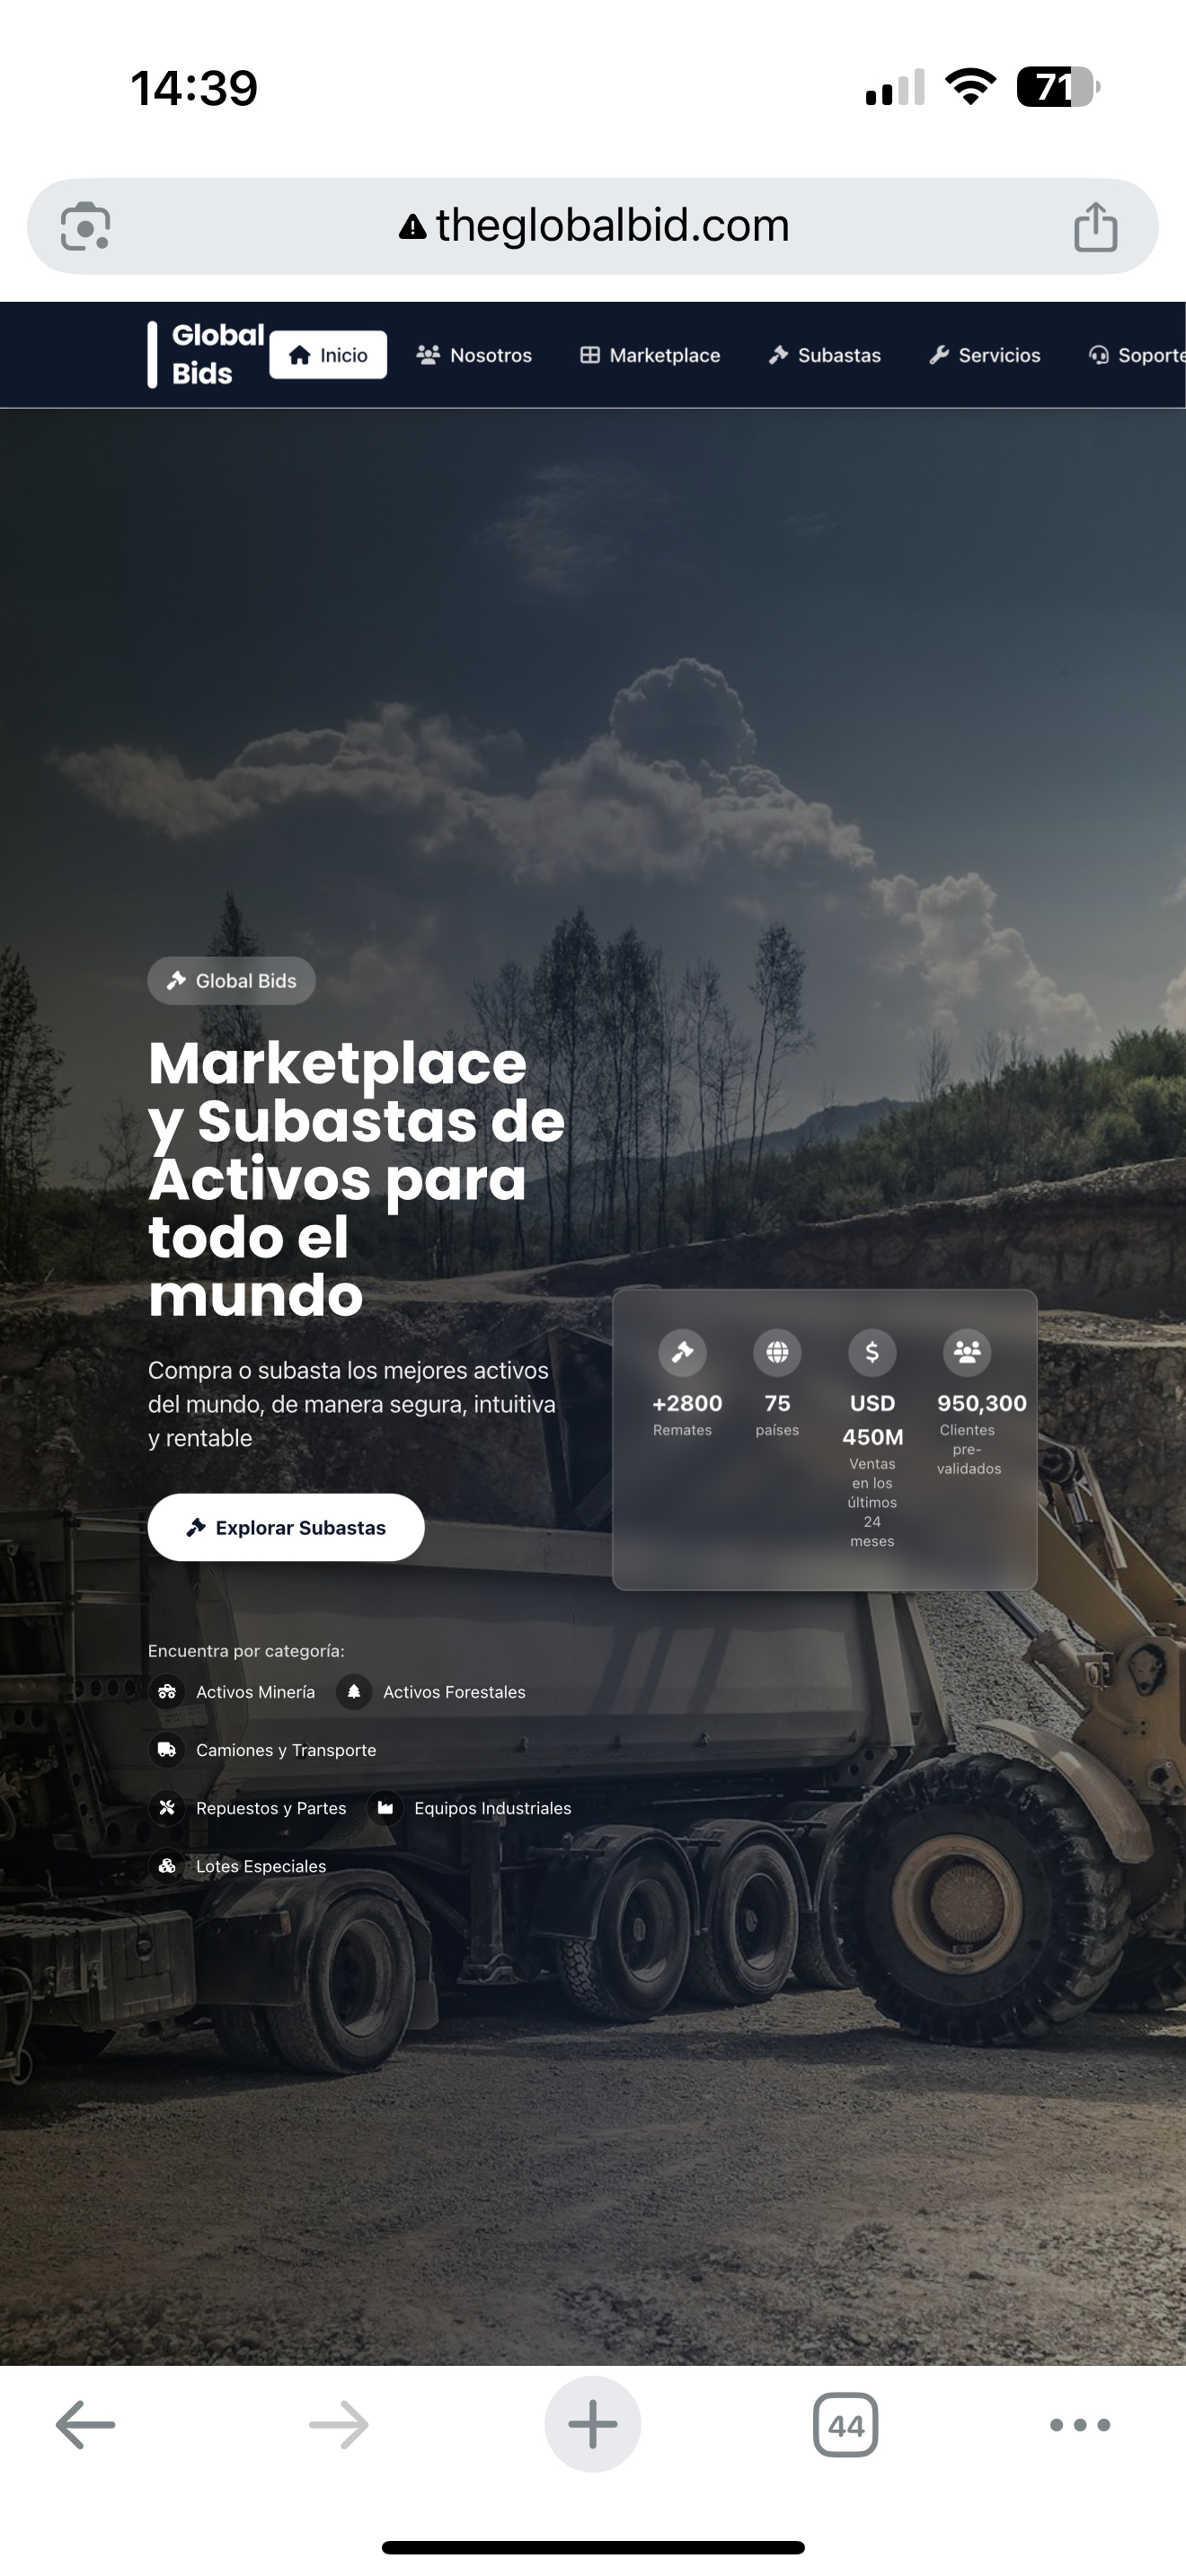 14:39
71
theglobalbid.com
Global
Bids
Inicio
Nosotros
Marketplace
Subastas
Servicios
Soporte
Global Bids
Marketplace
y Subastas de
Activos para
todo el
mundo
Compra o subasta los mejores activos
del mundo, de manera segura, intuitiva
y rentable
Explorar Subastas
+2800
Remates
75
países
USD
450M
Ventas
en los
últimos
24
meses
950,300
Clientes
pre-
validados
Encuentra por categoría:
Activos Minería
Activos Forestales
Camiones y Transporte
Repuestos y Partes
Equipos Industriales
Lotes Especiales
44